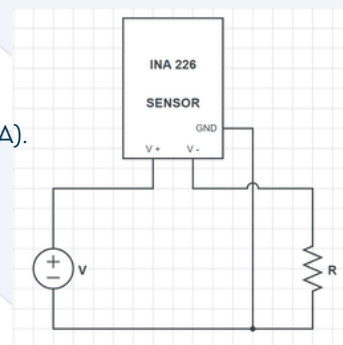 INA 226
SENSOR
A).
GND
V+ V-
V
R